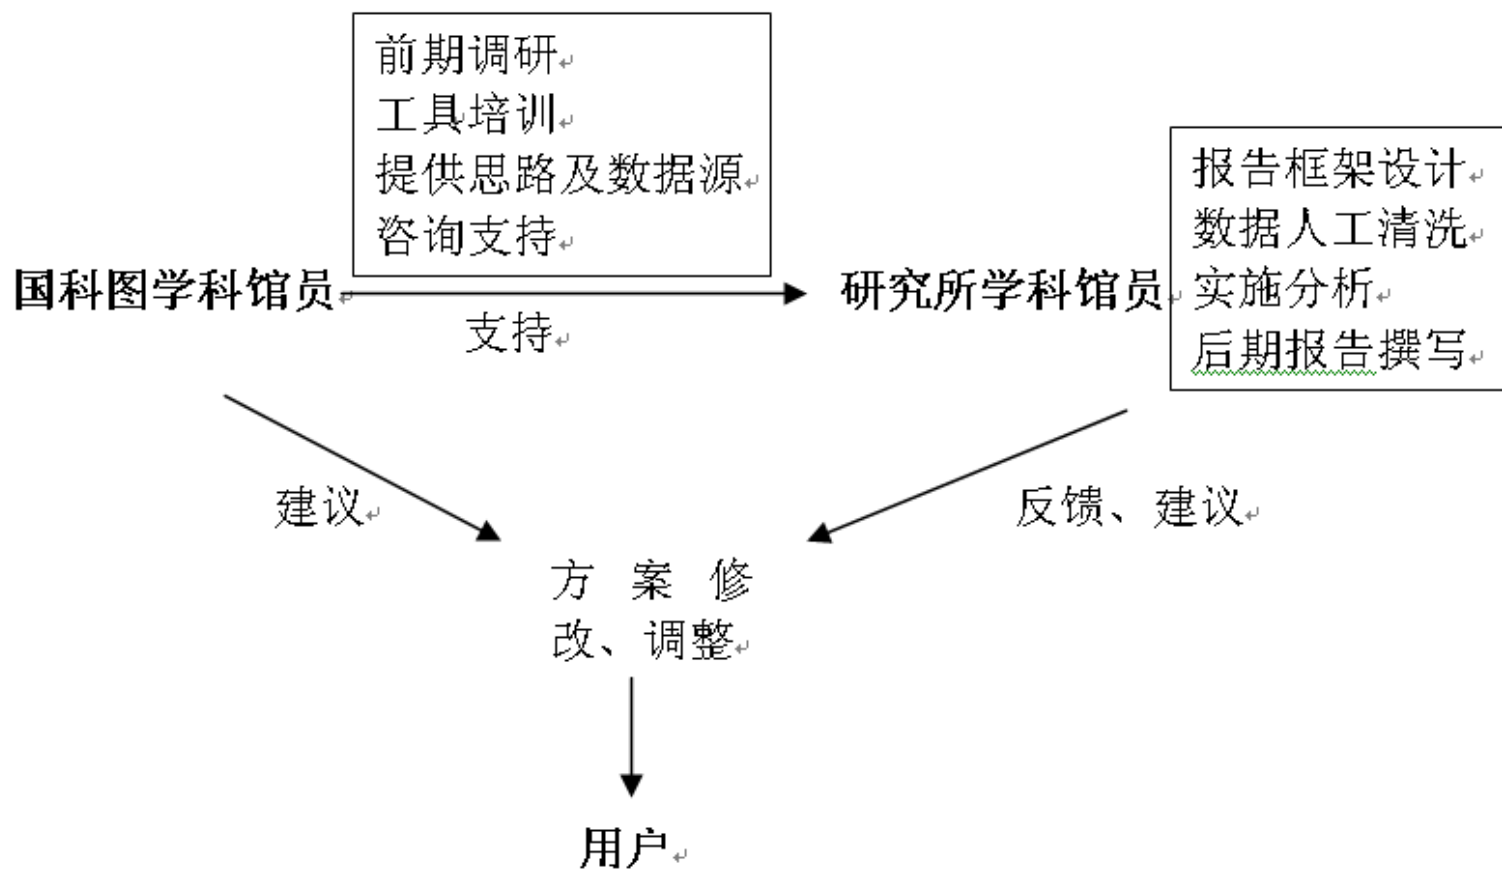 前期调研
工具培训
提供思路及数据源
咨询支持
国科图学科馆员
支持
研究所学科馆员
报告框架设计
数据人工清洗
实施分析
后期报告撰写
建议
反馈、建议
方案修
改、调整
用户